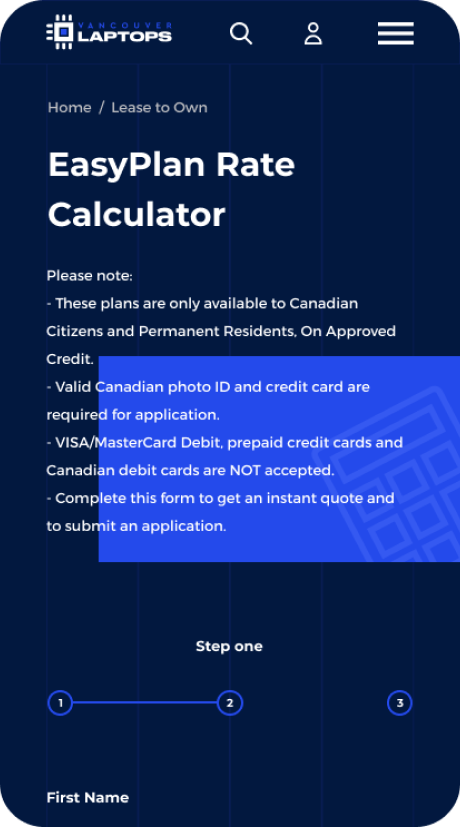 VANCOUVER
LAPTOPS
Home / Lease to Own
EasyPlan Rate
Calculator
Please note:
- These plans are only available to Canadian
Citizens and Permanent Residents, On Approved
Credit.
- Valid Canadian photo ID and credit card are
required for application.
- VISA/MasterCard Debit, prepaid credit cards and
Canadian debit cards are NOT accepted.
- Complete this form to get an instant quote and
to submit an application.
Step one
1 2 3
First Name